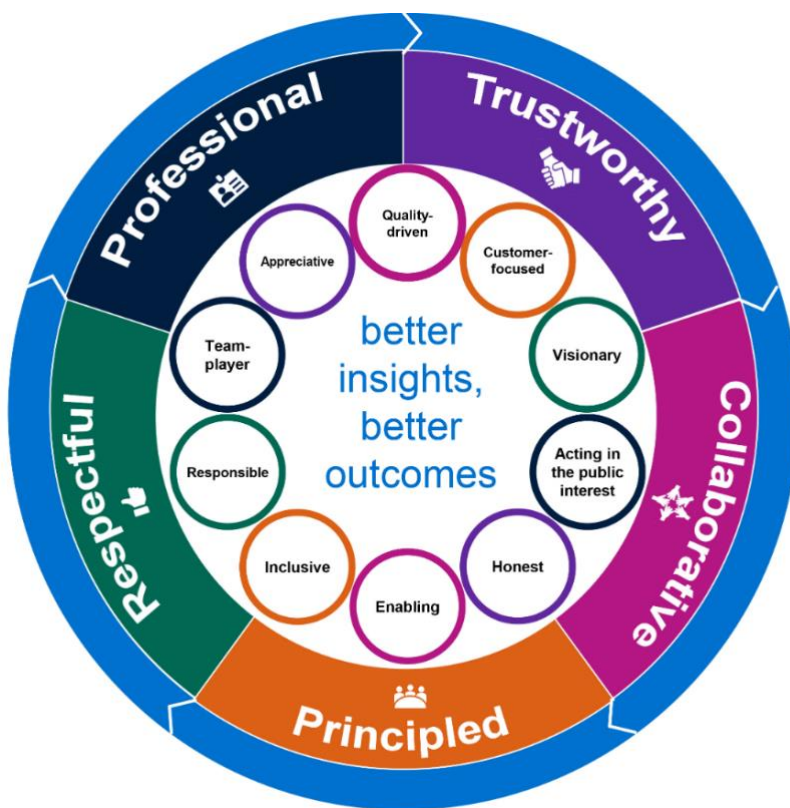 Professional
Trustworthy
Collaborative
Principled
Respectful
Quality-
driven
Customer-
focused
Visionary
Acting in
the public
interest
Honest
Enabling
Inclusive
Responsible
Team-
player
Appreciative
better
insights,
better
outcomes